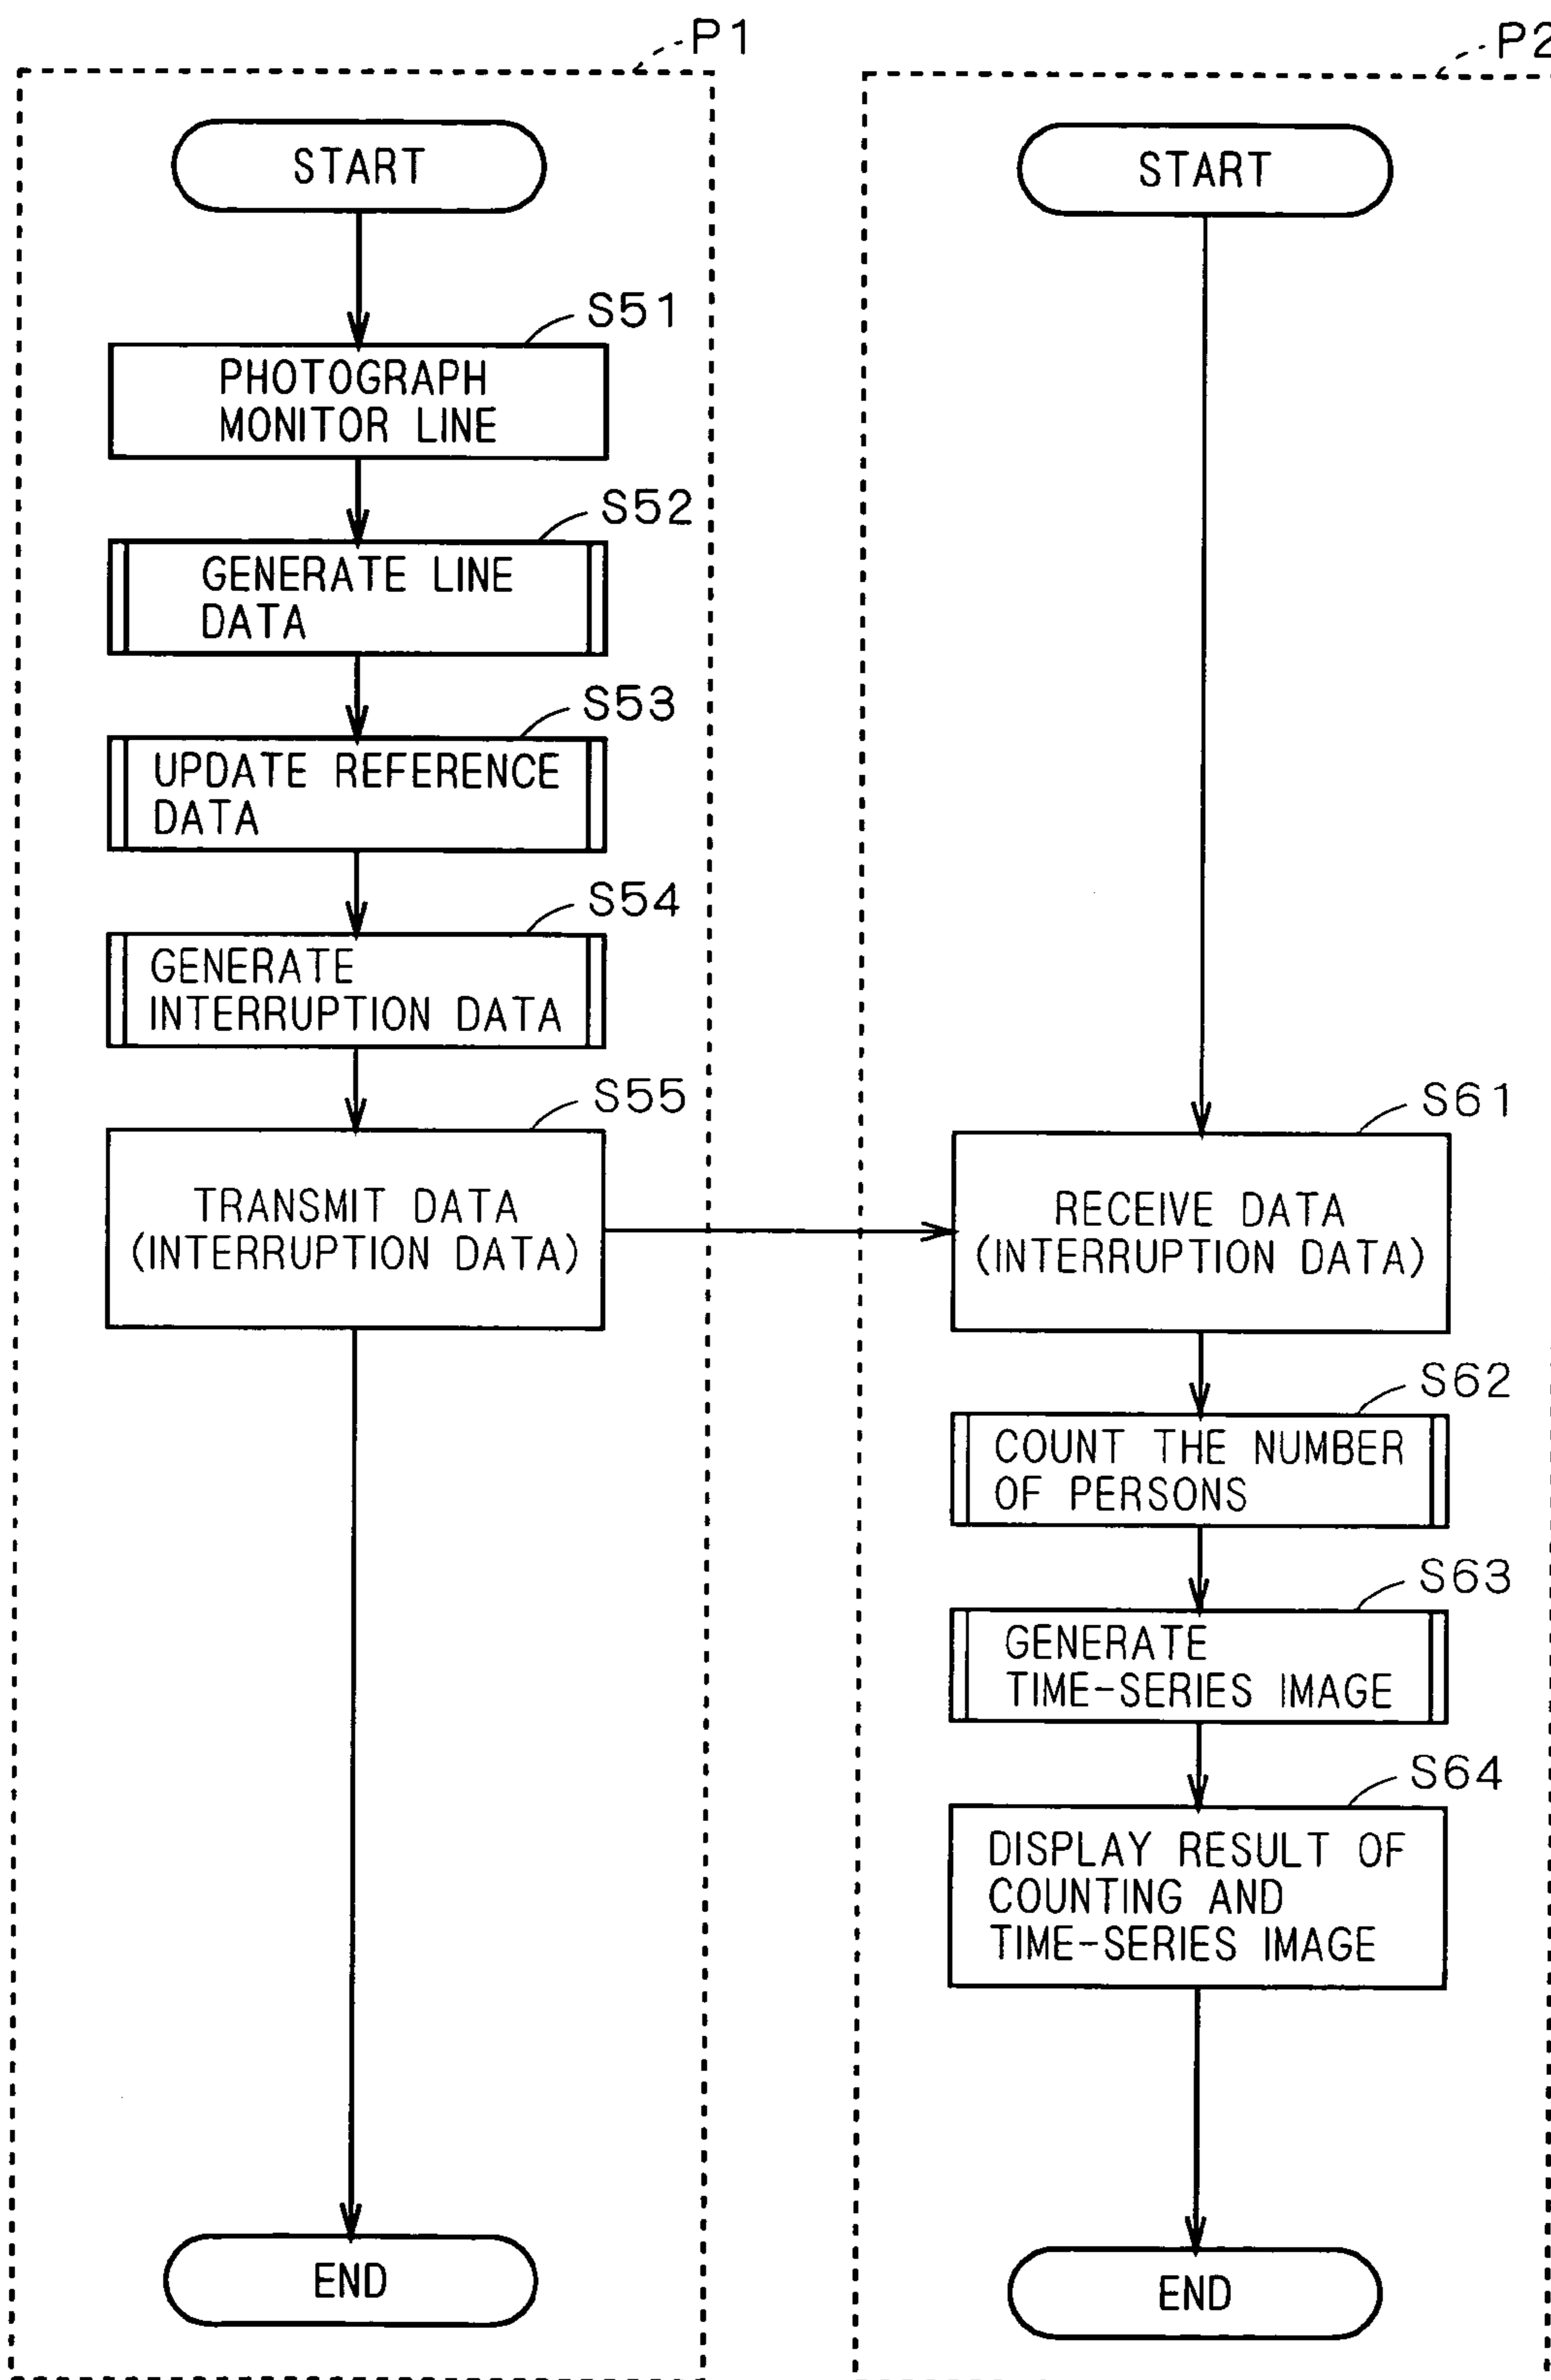 P1
START
S51
PHOTOGRAPH
MONITOR LINE
S52
GENERATE LINE
DATA
S53
UPDATE REFERENCE
DATA
S54
GENERATE
INTERRUPTION DATA
S55
TRANSMIT DATA
(INTERRUPTION DATA)
END
P2
START
S61
RECEIVE DATA
(INTERRUPTION DATA)
S62
COUNT THE NUMBER
OF PERSONS
S63
GENERATE
TIME-SERIES IMAGE
S64
DISPLAY RESULT OF
COUNTING AND
TIME-SERIES IMAGE
END